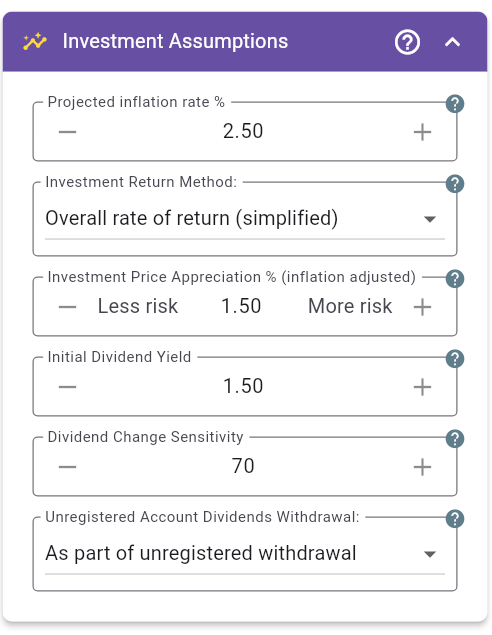 Investment Assumptions
Projected inflation rate %
2.50
Investment Return Method:
Overall rate of return (simplified)
Investment Price Appreciation % (inflation adjusted)
Less risk 1.50 More risk
Initial Dividend Yield
1.50
Dividend Change Sensitivity
70
Unregistered Account Dividends Withdrawal:
As part of unregistered withdrawal